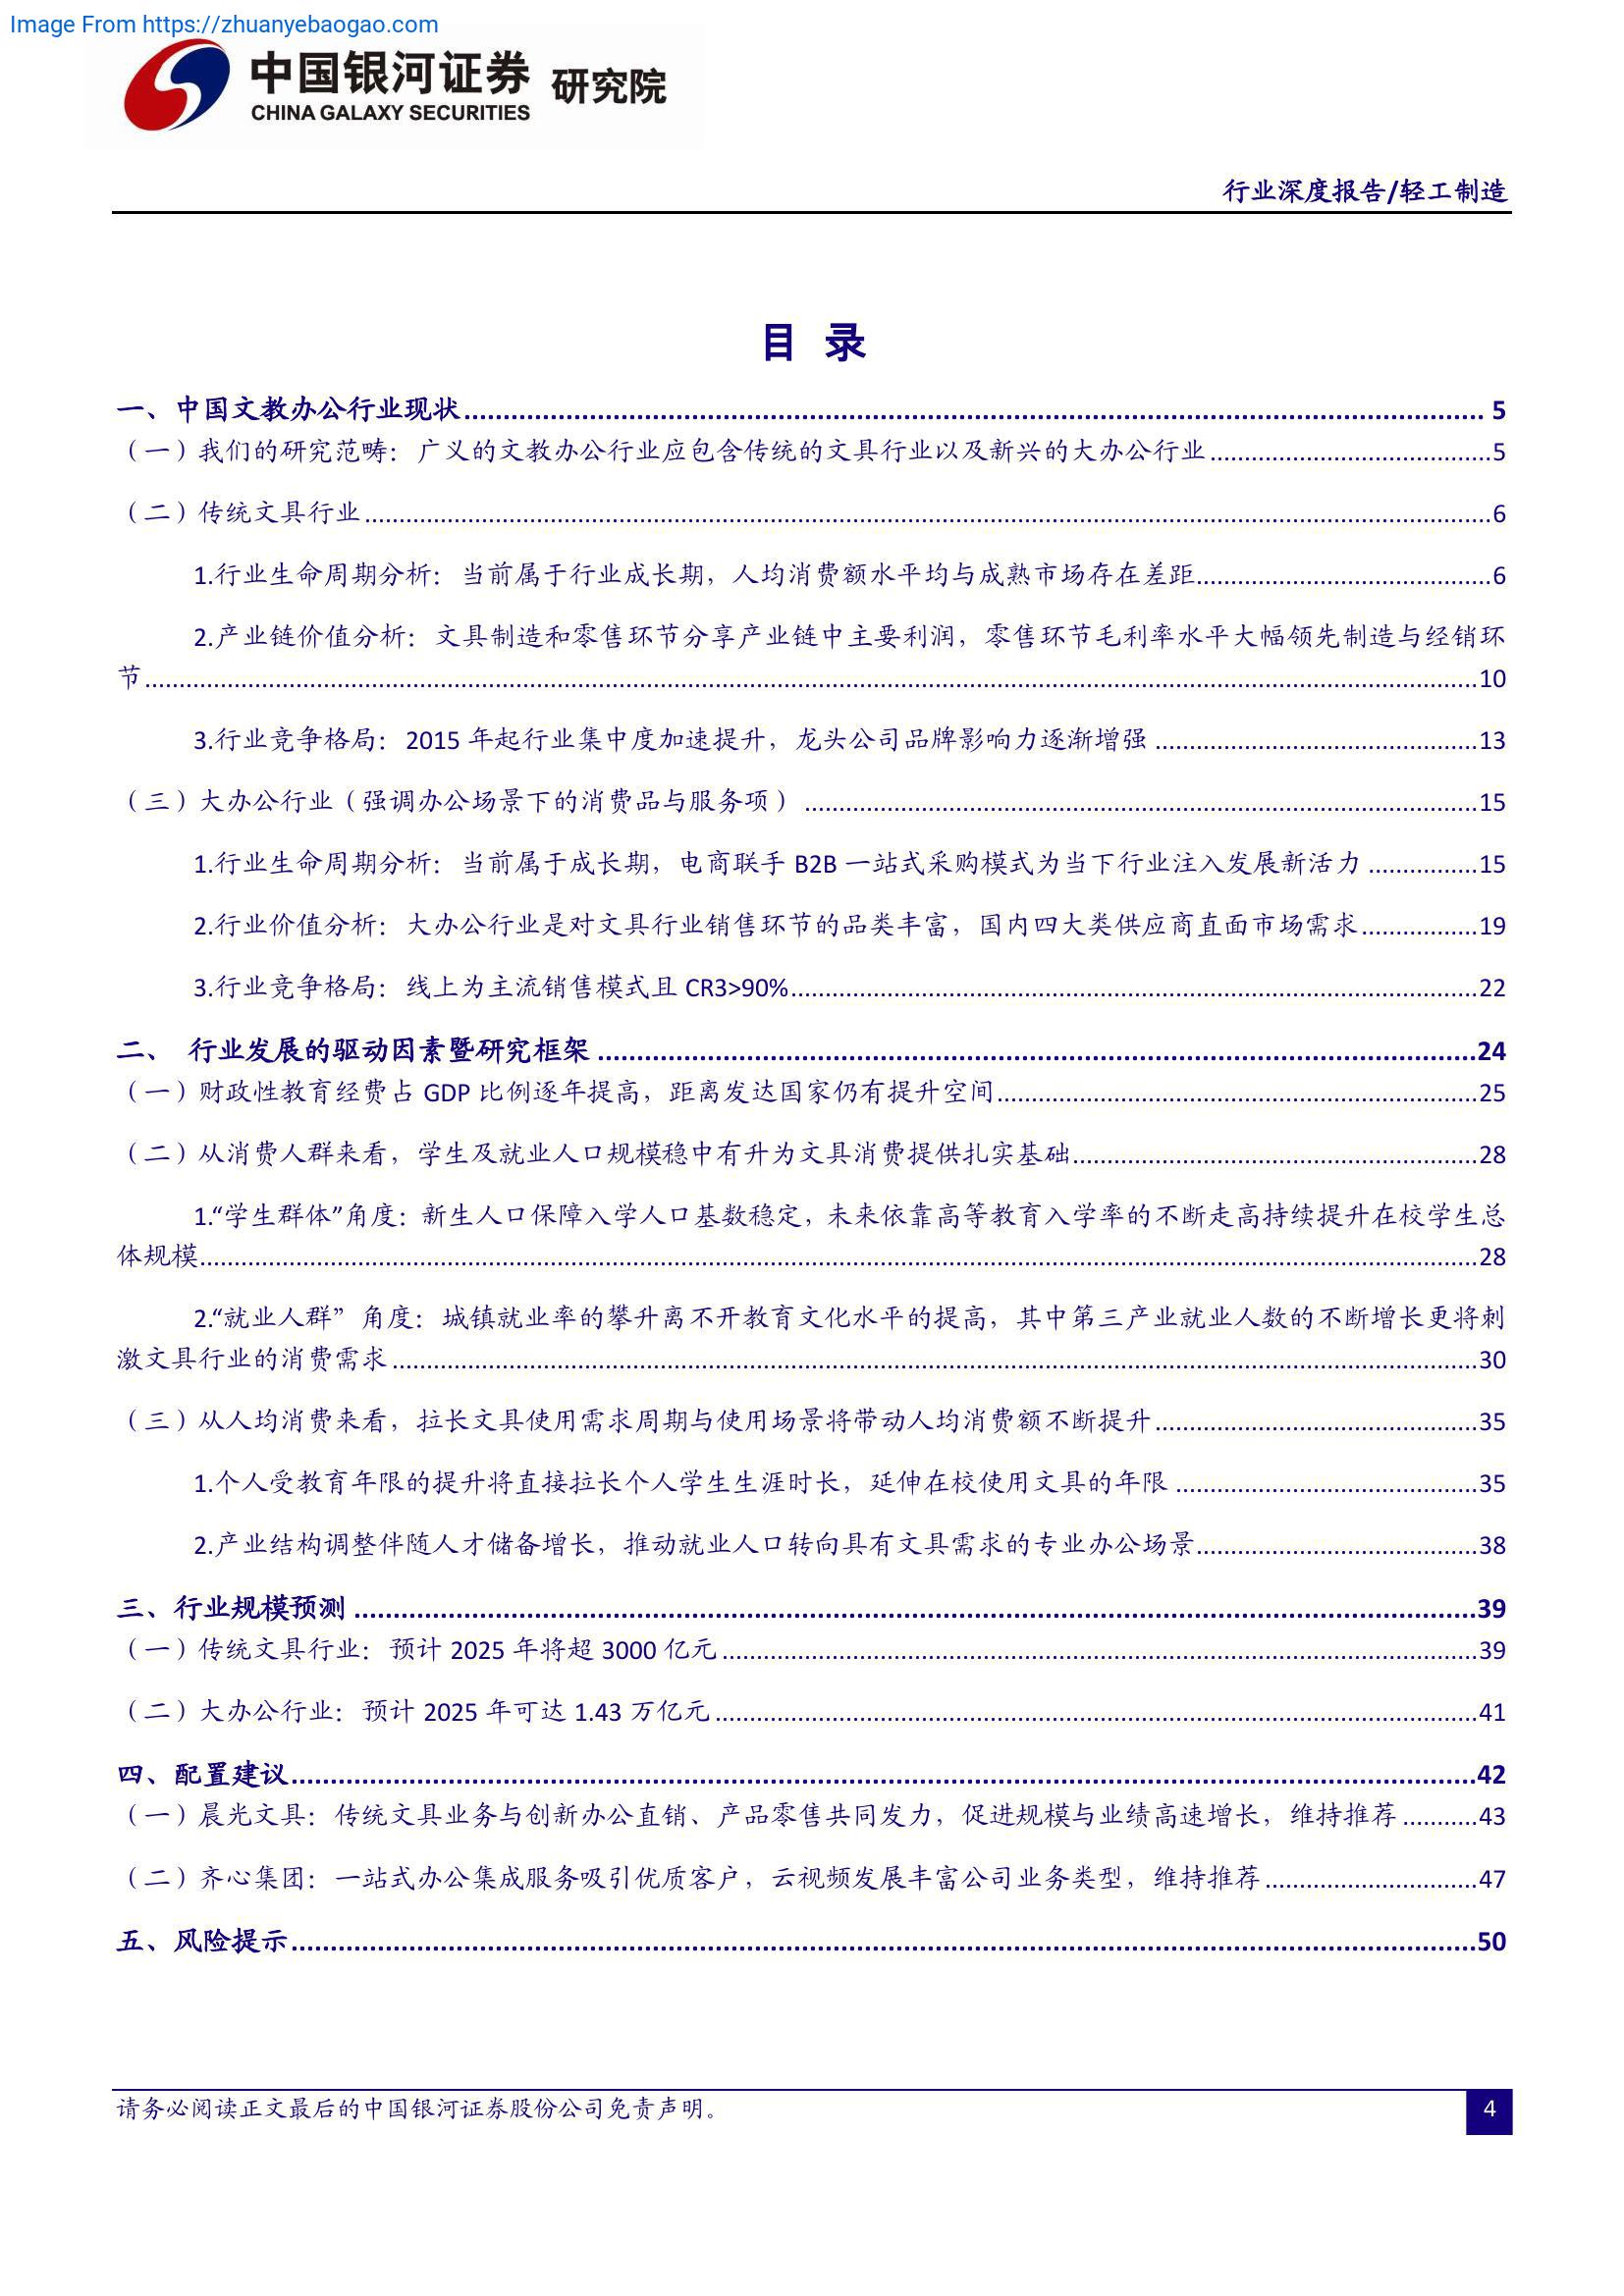 Image From https://zhuanyebaogao.com
中国银河证券 研究院
CHINA GALAXY SECURITIES
行业深度报告/轻工制造
目 录
一、中国文教办公行业现状 5
（一）我们的研究范畴：广义的文教办公行业应包含传统的文具行业以及新兴的大办公行业 5
（二）传统文具行业 6
1.行业生命周期分析：当前属于行业成长期，人均消费额水平均与成熟市场存在差距 6
2.产业链价值分析：文具制造和零售环节分享产业链中主要利润，零售环节毛利率水平大幅领先制造与经销环
节 10
3.行业竞争格局：2015 年起行业集中度加速提升，龙头公司品牌影响力逐渐增强 13
（三）大办公行业（强调办公场景下的消费品与服务项） 15
1.行业生命周期分析：当前属于成长期，电商联手 B2B 一站式采购模式为当下行业注入发展新活力 15
2.行业价值分析：大办公行业是对文具行业销售环节的品类丰富，国内四大类供应商直面市场需求 19
3.行业竞争格局：线上为主流销售模式且 CR3>90% 22
二、 行业发展的驱动因素暨研究框架 24
（一）财政性教育经费占 GDP 比例逐年提高，距离发达国家仍有提升空间 25
（二）从消费人群来看，学生及就业人口规模稳中有升为文具消费提供扎实基础 28
1.“学生群体”角度：新生人口保障入学人口基数稳定，未来依靠高等教育入学率的不断走高持续提升在校学生总
体规模 28
2.“就业人群”角度：城镇就业率的攀升离不开教育文化水平的提高，其中第三产业就业人数的不断增长更将刺
激文具行业的消费需求 30
（三）从人均消费来看，拉长文具使用需求周期与使用场景将带动人均消费额不断提升 35
1.个人受教育年限的提升将直接拉长个人学生生涯时长，延伸在校使用文具的年限 35
2.产业结构调整伴随人才储备增长，推动就业人口转向具有文具需求的专业办公场景 38
三、行业规模预测 39
（一）传统文具行业：预计 2025 年将超 3000 亿元 39
（二）大办公行业：预计 2025 年可达 1.43 万亿元 41
四、配置建议 42
（一）晨光文具：传统文具业务与创新办公直销、产品零售共同发力，促进规模与业绩高速增长，维持推荐 43
（二）齐心集团：一站式办公集成服务吸引优质客户，云视频发展丰富公司业务类型，维持推荐 47
五、风险提示 50
请务必阅读正文最后的中国银河证券股份公司免责声明。
4